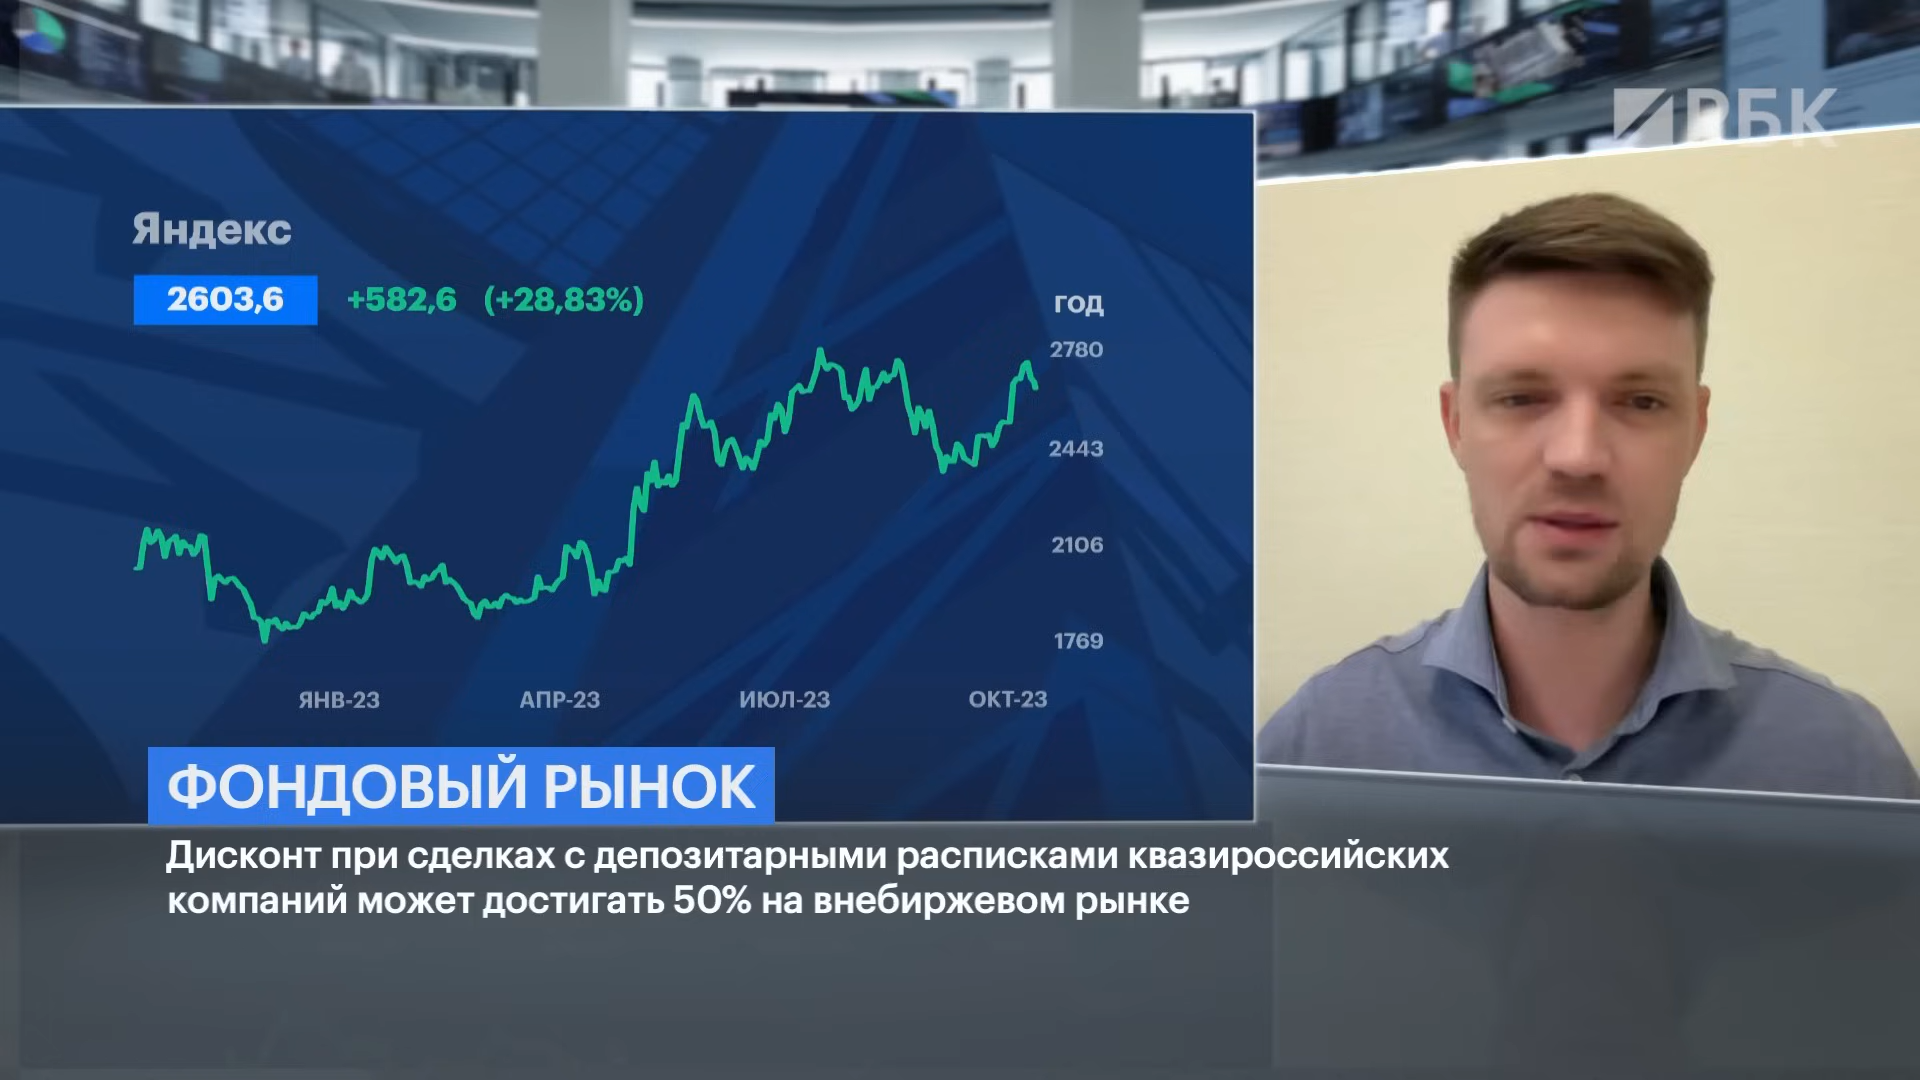 РБК
Яндекс
2603,6 +582,6 (+28,83%)
ГОД
2780
2443
2106
1769
ЯНВ-23 АПР-23 ИЮЛ-23 ОКТ-23
ФОНДОВЫЙ РЫНОК
Дисконт при сделках с депозитарными расписками квазироссийских
компаний может достигать 50% на внебиржевом рынке